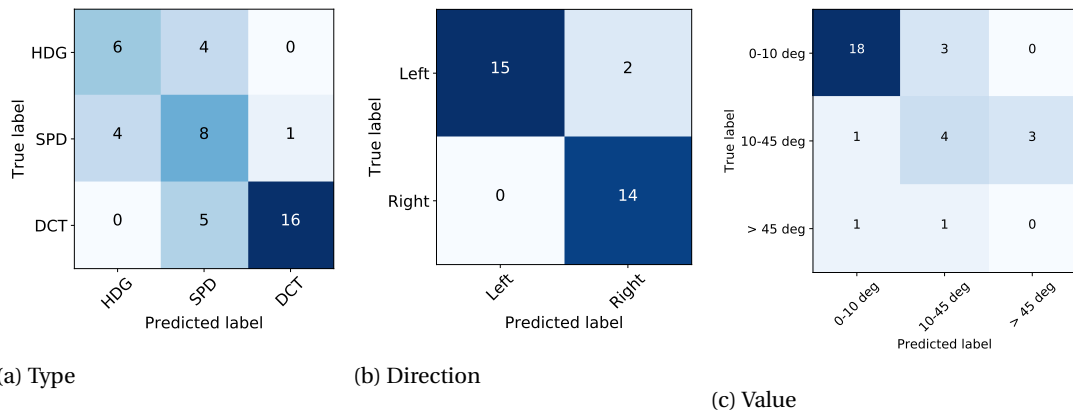 HDG
6
4
0
SPD
4
8
1
DCT
0
5
16
True label
HDG
SPD
DCT
Predicted label
(a) Type
Left
15
2
Right
0
14
True label
Left
Right
Predicted label
(b) Direction
0-10 deg
18
3
0
10-45 deg
1
4
3
> 45 deg
1
1
0
True label
0-10 deg
10-45 deg
> 45 deg
Predicted label
(c) Value